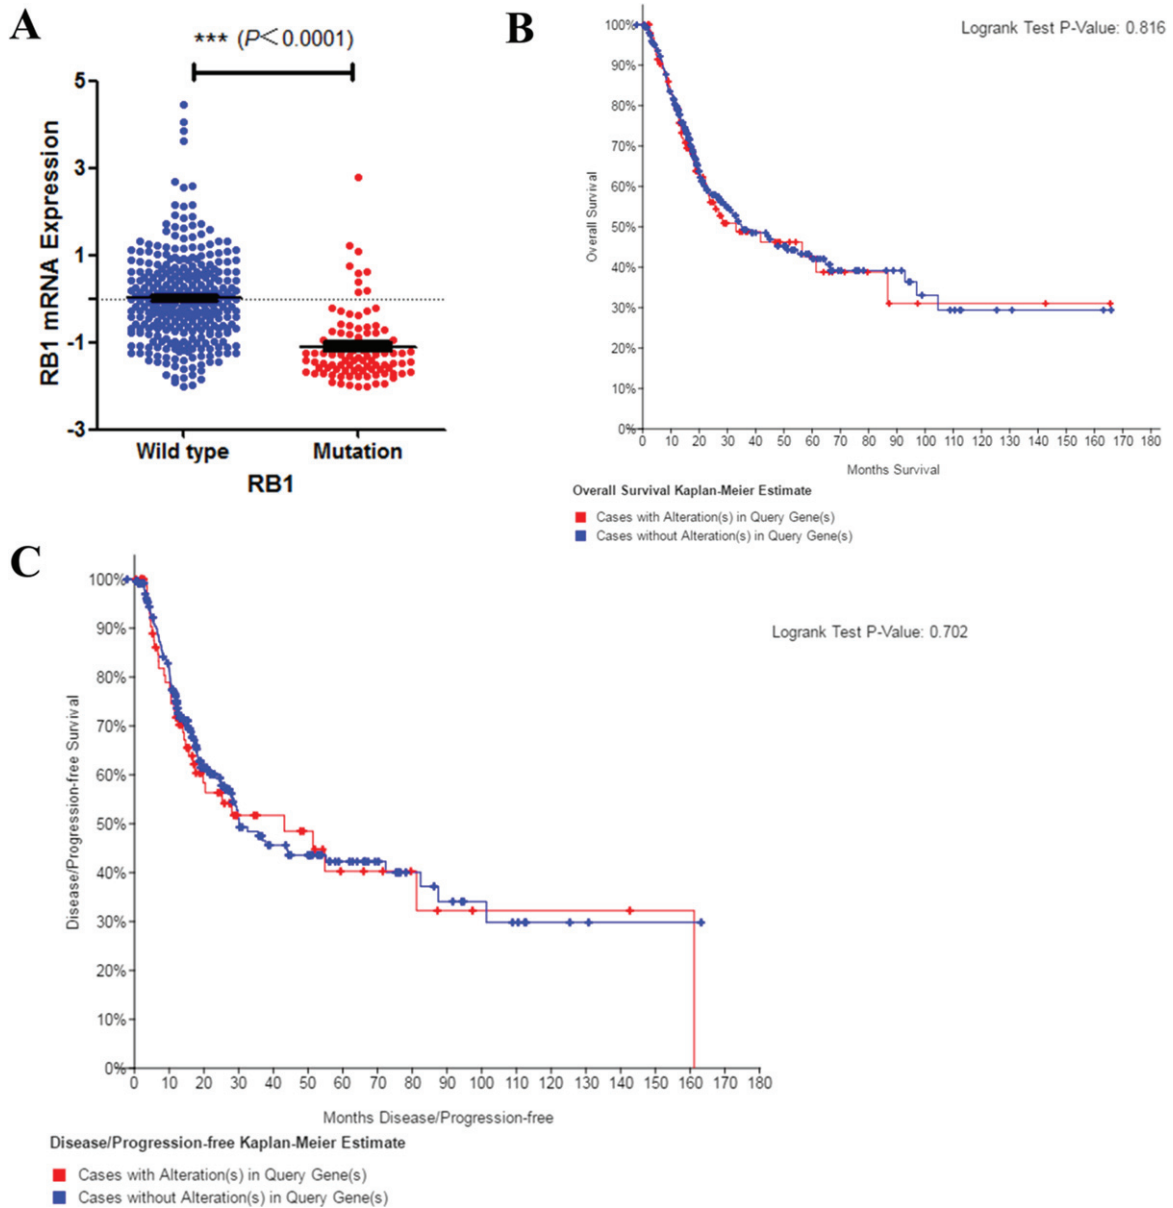 A
*** (P< 0.0001)
5
3
1
-1
-3
RB1 mRNA Expression
Wild type
Mutation
RB1
B
Logrank Test P-Value: 0.816
100%
90%
80%
70%
60%
50%
40%
30%
20%
10%
0%
Overall Survival
0 10 20 30 40 50 60 70 80 90 100 110 120 130 140 150 160 170 180
Months Survival
Overall Survival Kaplan-Meier Estimate
Cases with Alteration(s) in Query Gene(s)
Cases without Alteration(s) in Query Gene(s)
C
Logrank Test P-Value: 0.702
100%
90%
80%
70%
60%
50%
40%
30%
20%
10%
0%
Disease/Progression-free Survival
0 10 20 30 40 50 60 70 80 90 100 110 120 130 140 150 160 170 180
Months Disease/Progression-free
Disease/Progression-free Kaplan-Meier Estimate
Cases with Alteration(s) in Query Gene(s)
Cases without Alteration(s) in Query Gene(s)